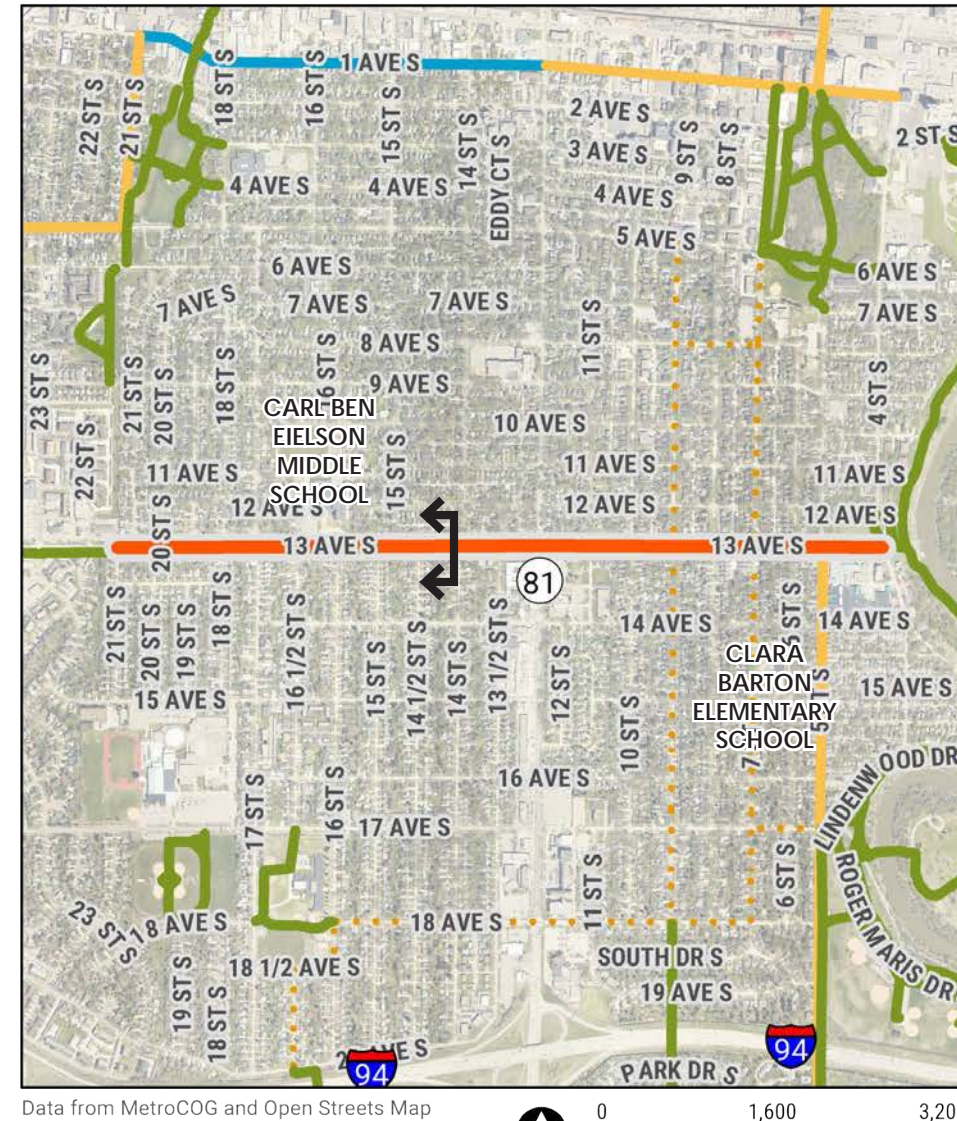 1 AVE S
22 ST S
21 ST S
18 ST S
16 ST S
15 ST S
14 ST S
EDDY CT S
2 AVE S
3 AVE S
9 ST S
8 ST S
2 ST S
4 AVE S
4 AVE S
4 AVE S
5 AVE S
6 AVE S
6 AVE S
7 AVE S
7 AVE S
7 AVE S
7 AVE S
8 AVE S
9 AVE S
23 ST S
21 ST S
20 ST S
18 ST S
16 ST S
11 ST S
4 ST S
CARL BEN
EIELSON
MIDDLE
SCHOOL
10 AVE S
22 ST S
11 AVE S
15 ST S
11 AVE S
11 AVE S
12 AVE S
12 AVE S
12 AVE S
20 ST S
13 AVE S
13 AVE S
81
21 ST S
20 ST S
19 ST S
18 ST S
16 1/2 ST S
15 ST S
14 1/2 ST S
14 ST S
13 1/2 ST S
12 ST S
14 AVE S
14 AVE S
CLARA
BARTON
ELEMENTARY
SCHOOL
5 ST S
15 AVE S
15 AVE S
10 ST S
16 AVE S
LINDENWOOD DR
17 ST S
16 ST S
17 AVE S
11 ST S
6 ST S
ROGER MARIS DR
23 ST S
18 AVE S
18 AVE S
SOUTH DR S
18 1/2 AVE S
19 AVE S
19 ST S
18 ST S
94
94
PARK DR S
Data from MetroCOG and Open Streets Map
0 1,600